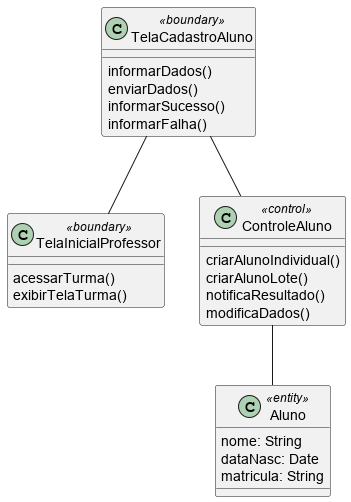 C
«boundary»
TelaCadastroAluno
informarDados()
enviarDados()
informarSucesso()
informarFalha()
C
«boundary»
TelaInicialProfessor
acessarTurma()
exibirTelaTurma()
C
«control»
ControleAluno
criarAlunoIndividual()
criarAlunoLote()
notificaResultado()
modificaDados()
C
«entity»
Aluno
nome: String
dataNasc: Date
matricula: String